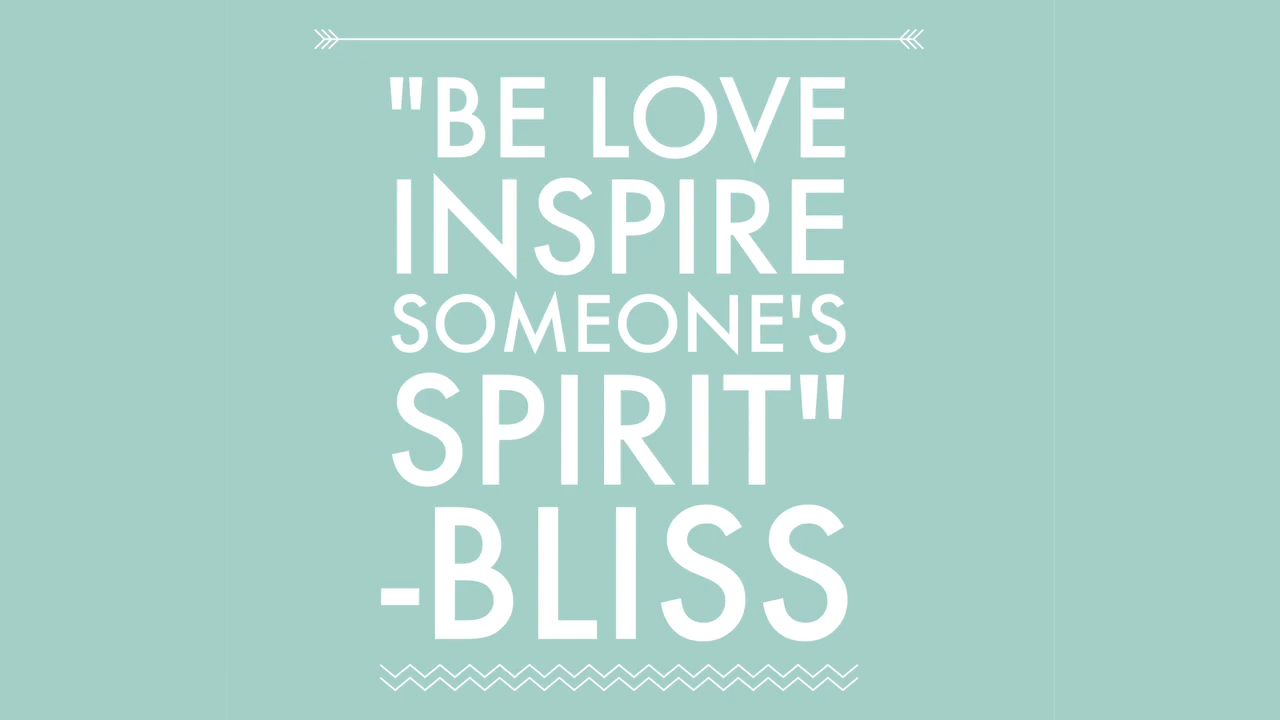 "BE LOVE
INSPIRE
SOMEONE'S
SPIRIT"
-BLISS